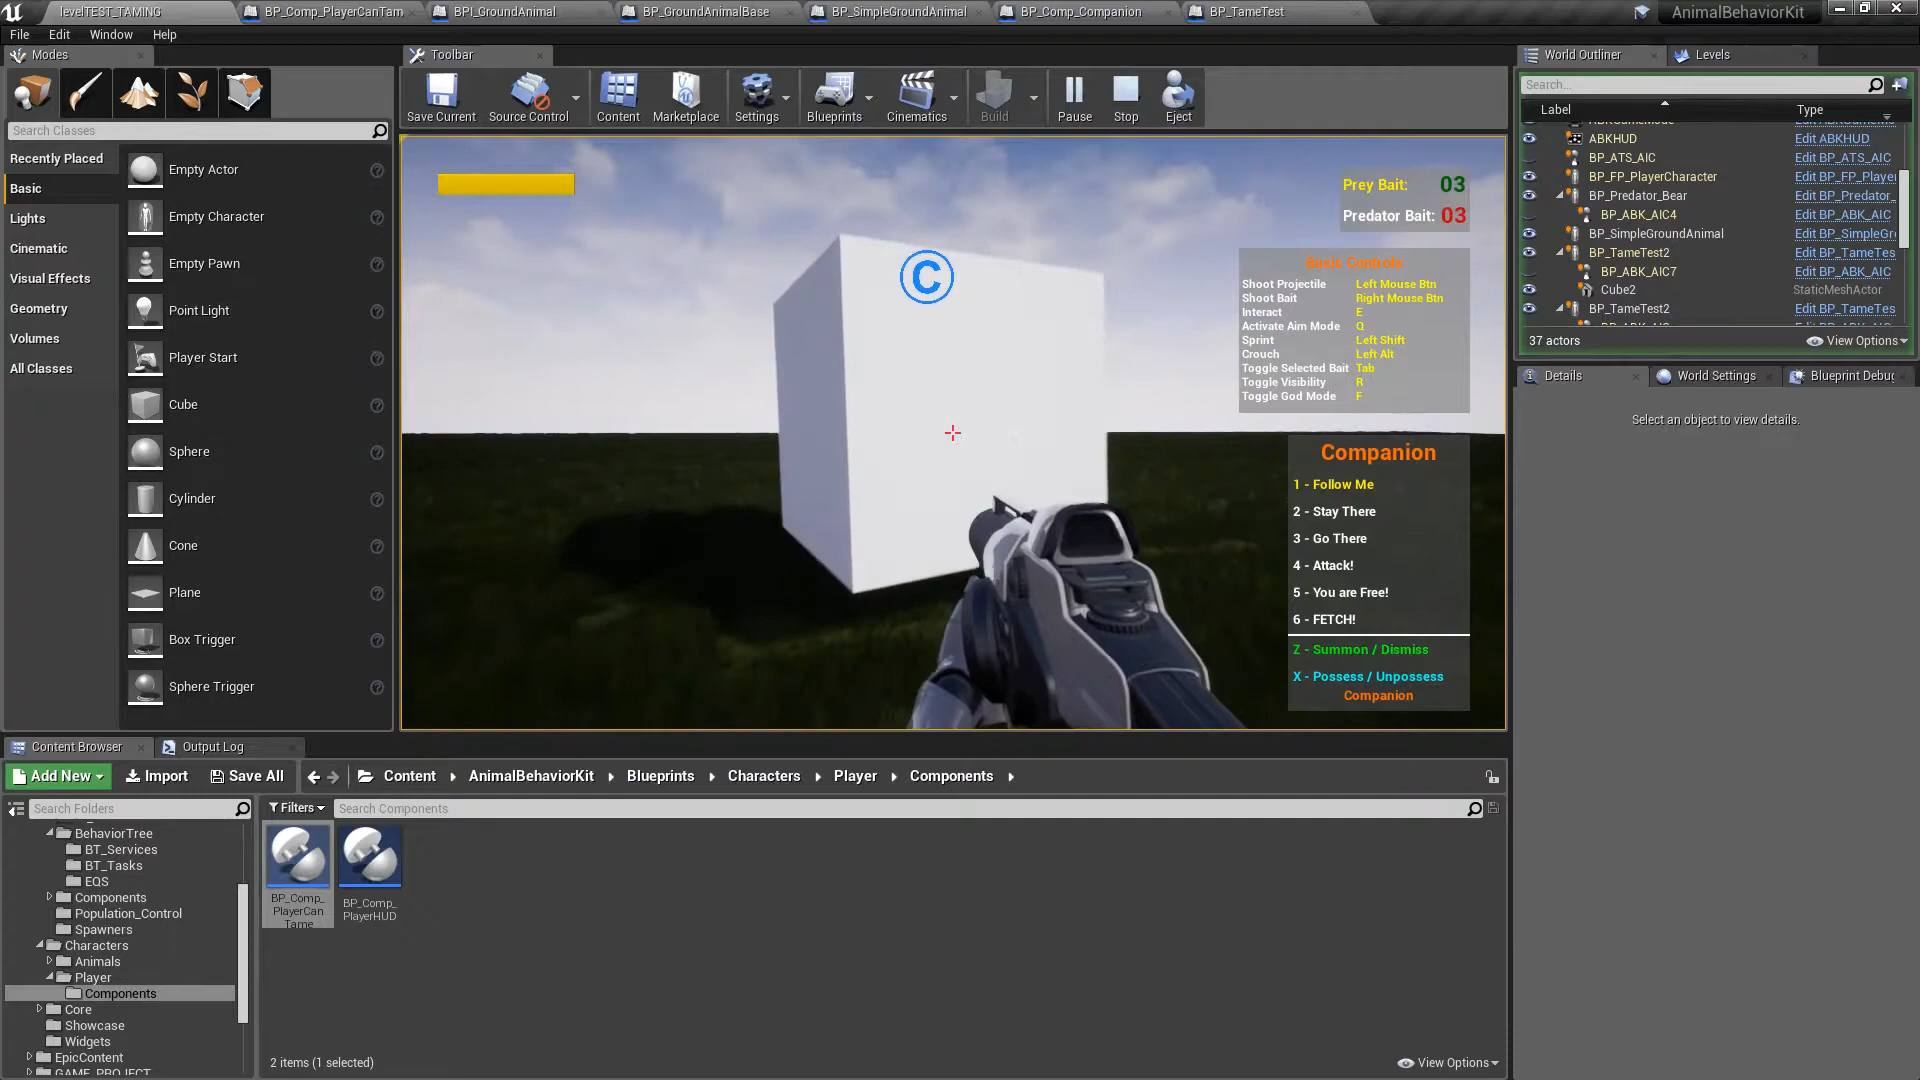 levelTEST_TAMING
BP_Comp_PlayerCanTam
BPI_GroundAnimal
BP_GroundAnimalBase
BP_SimpleGroundAnimal
BP_Comp_Companion
BP_TameTest
AnimalBehaviorKit
File Edit Window Help
Modes
Toolbar
World Outliner
Levels
Save Current
Source Control
Content
Marketplace
Settings
Blueprints
Cinematics
Build
Pause
Stop
Eject
Search Classes
Recently Placed
Basic
Lights
Cinematic
Visual Effects
Geometry
Volumes
All Classes
Empty Actor
Empty Character
Empty Pawn
Point Light
Player Start
Cube
Sphere
Cylinder
Cone
Plane
Box Trigger
Sphere Trigger
C
Prey Bait: 03
Predator Bait: 03
Basic Controls
Shoot Projectile Left Mouse Btn
Shoot Bait Right Mouse Btn
Interact E
Activate Aim Mode Q
Sprint Left Shift
Crouch Left Alt
Toggle Selected Bait Tab
Toggle Visibility R
Toggle God Mode F
Companion
1 - Follow Me
2 - Stay There
3 - Go There
4 - Attack!
5 - You are Free!
6 - FETCH!
Z - Summon / Dismiss
X - Possess / Unpossess
Companion
Search...
Label Type
ABKHUD Edit ABKHUD
BP_ATS_AIC Edit BP_ATS_AIC
BP_FP_PlayerCharacter Edit BP_FP_Player
BP_Predator_Bear Edit BP_Predator_
BP_ABK_AIC4 Edit BP_ABK_AIC
BP_SimpleGroundAnimal Edit BP_SimpleGr
BP_TameTest2 Edit BP_TameTes
BP_ABK_AIC7 Edit BP_ABK_AIC
Cube2 StaticMeshActor
BP_TameTest2 Edit BP_TameTes
37 actors
View Options
Details
World Settings
Blueprint Debug
Select an object to view details.
Content Browser
Output Log
Add New
Import
Save All
Content AnimalBehaviorKit Blueprints Characters Player Components
Search Folders
Filters
Search Components
BehaviorTree
BT_Services
BT_Tasks
EQS
Components
Population_Control
Spawners
Characters
Animals
Player
Components
Core
Showcase
Widgets
EpicContent
GAME_PROJECT
BP_Comp_
PlayerCan
Tame
BP_Comp_
PlayerHUD
2 items (1 selected)
View Options